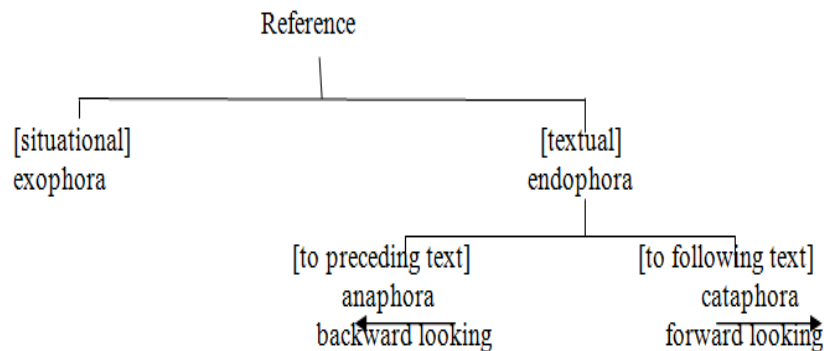 Reference
[situational]
exophora
[textual]
endophora
[to preceding text]
anaphora
backward looking
[to following text]
cataphora
forward looking